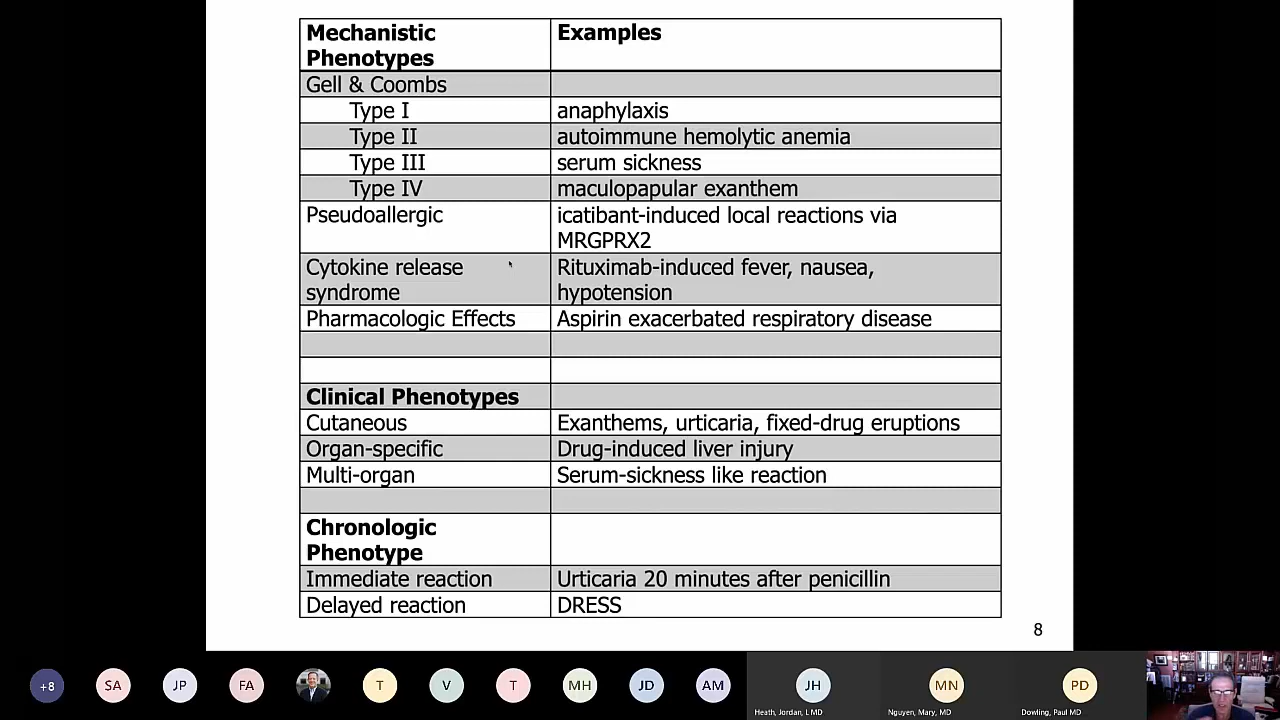 Mechanistic Examples
Phenotypes
Gell & Coombs
Type I anaphylaxis
Type II autoimmune hemolytic anemia
Type III serum sickness
Type IV maculopapular exanthem
Pseudoallergic icatibant-induced local reactions via
MRGPRX2
Cytokine release Rituximab-induced fever, nausea,
syndrome hypotension
Pharmacologic Effects Aspirin exacerbated respiratory disease
Clinical Phenotypes
Cutaneous Exanthems, urticaria, fixed-drug eruptions
Organ-specific Drug-induced liver injury
Multi-organ Serum-sickness like reaction
Chronologic
Phenotype
Immediate reaction Urticaria 20 minutes after penicillin
Delayed reaction DRESS
8
+8 SA JP FA T V T MH JD AM JH MN PD
Heath, Jordan, L MD Nguyen, Mary, MD Dowling, Paul MD